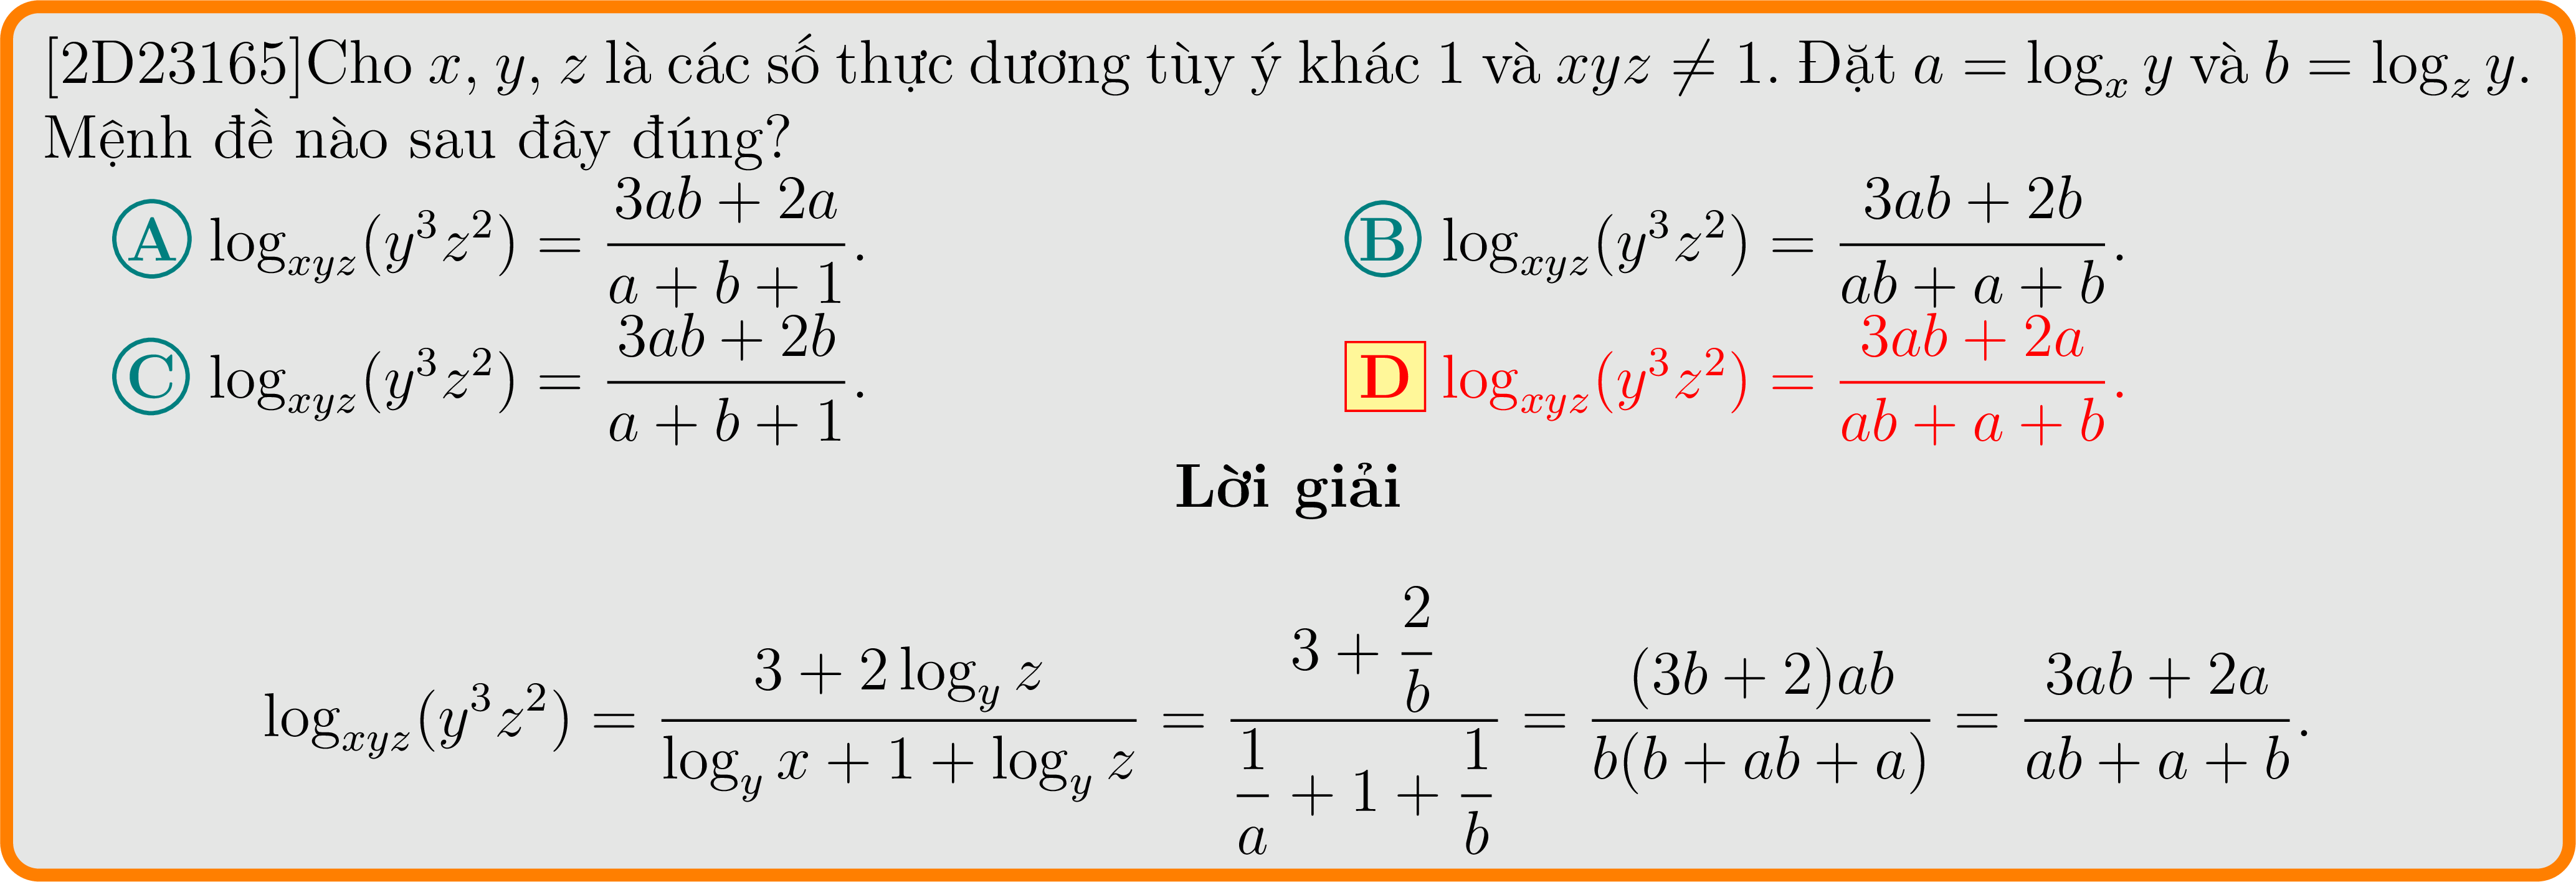 [2D23165]Cho x, y, z là các số thực dương tùy ý khác 1 và xyz ≠ 1. Đặt a = log_x y và b = log_z y.
Mệnh đề nào sau đây đúng?
A log_{xyz}(y^3z^2) = \frac{3ab + 2a}{a + b + 1}. B log_{xyz}(y^3z^2) = \frac{3ab + 2b}{ab + a + b}.
C log_{xyz}(y^3z^2) = \frac{3ab + 2b}{a + b + 1}. D log_{xyz}(y^3z^2) = \frac{3ab + 2a}{ab + a + b}.
Lời giải
log_{xyz}(y^3z^2) = \frac{3 + 2 log_y z}{log_y x + 1 + log_y z} = \frac{3 + \frac{2}{b}}{\frac{1}{a} + 1 + \frac{1}{b}} = \frac{(3b + 2)ab}{b(b + ab + a)} = \frac{3ab + 2a}{ab + a + b}.